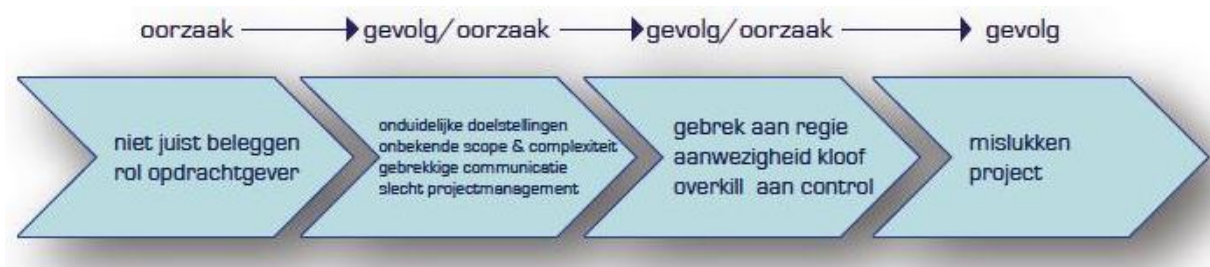 oorzaak gevolg/oorzaak gevolg/oorzaak gevolg
niet juist beleggen
rol opdrachtgever
onduidelijke doelstellingen
onbekende scope & complexiteit
gebrekkige communicatie
slecht projectmanagement
gebrek aan regie
aanwezigheid kloof
overkill aan control
mislukken
project